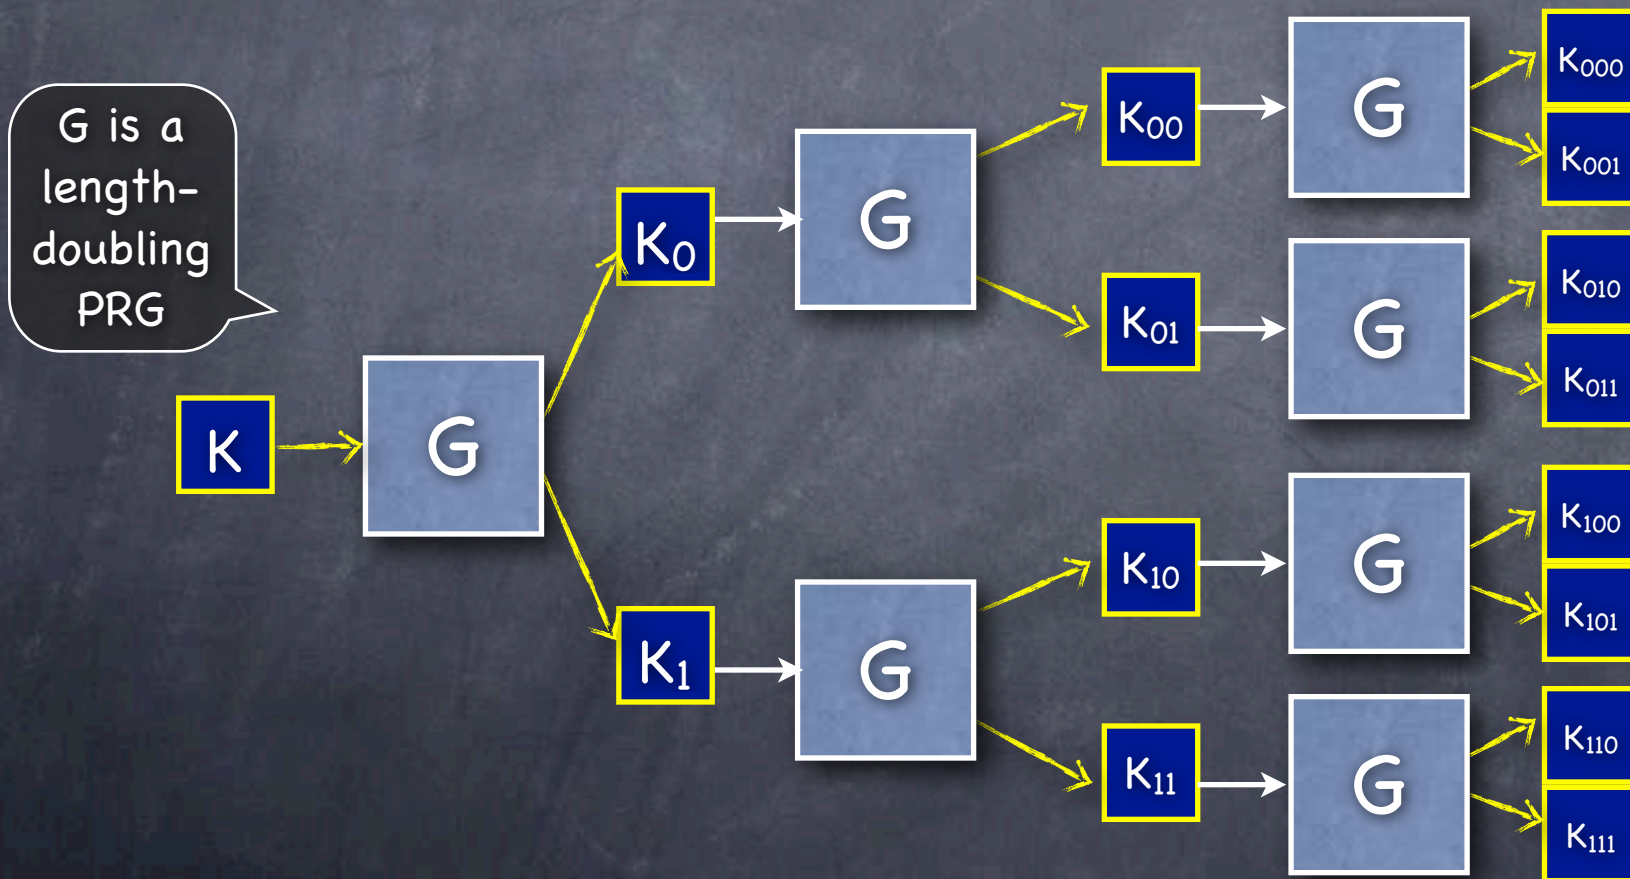 G is a
length-
doubling
PRG
K
G
K₀
K₁
G
G
K₀₀
K₀₁
K₁₀
K₁₁
G
G
G
G
K₀₀₀
K₀₀₁
K₀₁₀
K₀₁₁
K₁₀₀
K₁₀₁
K₁₁₀
K₁₁₁